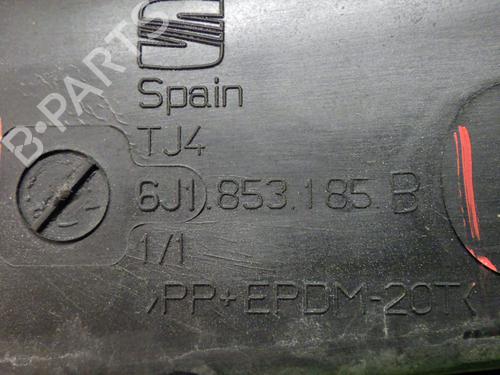 Spain
TJ4
6J1.853.185.B
1/1
>PP+EPDM-20T<
B-PARTS